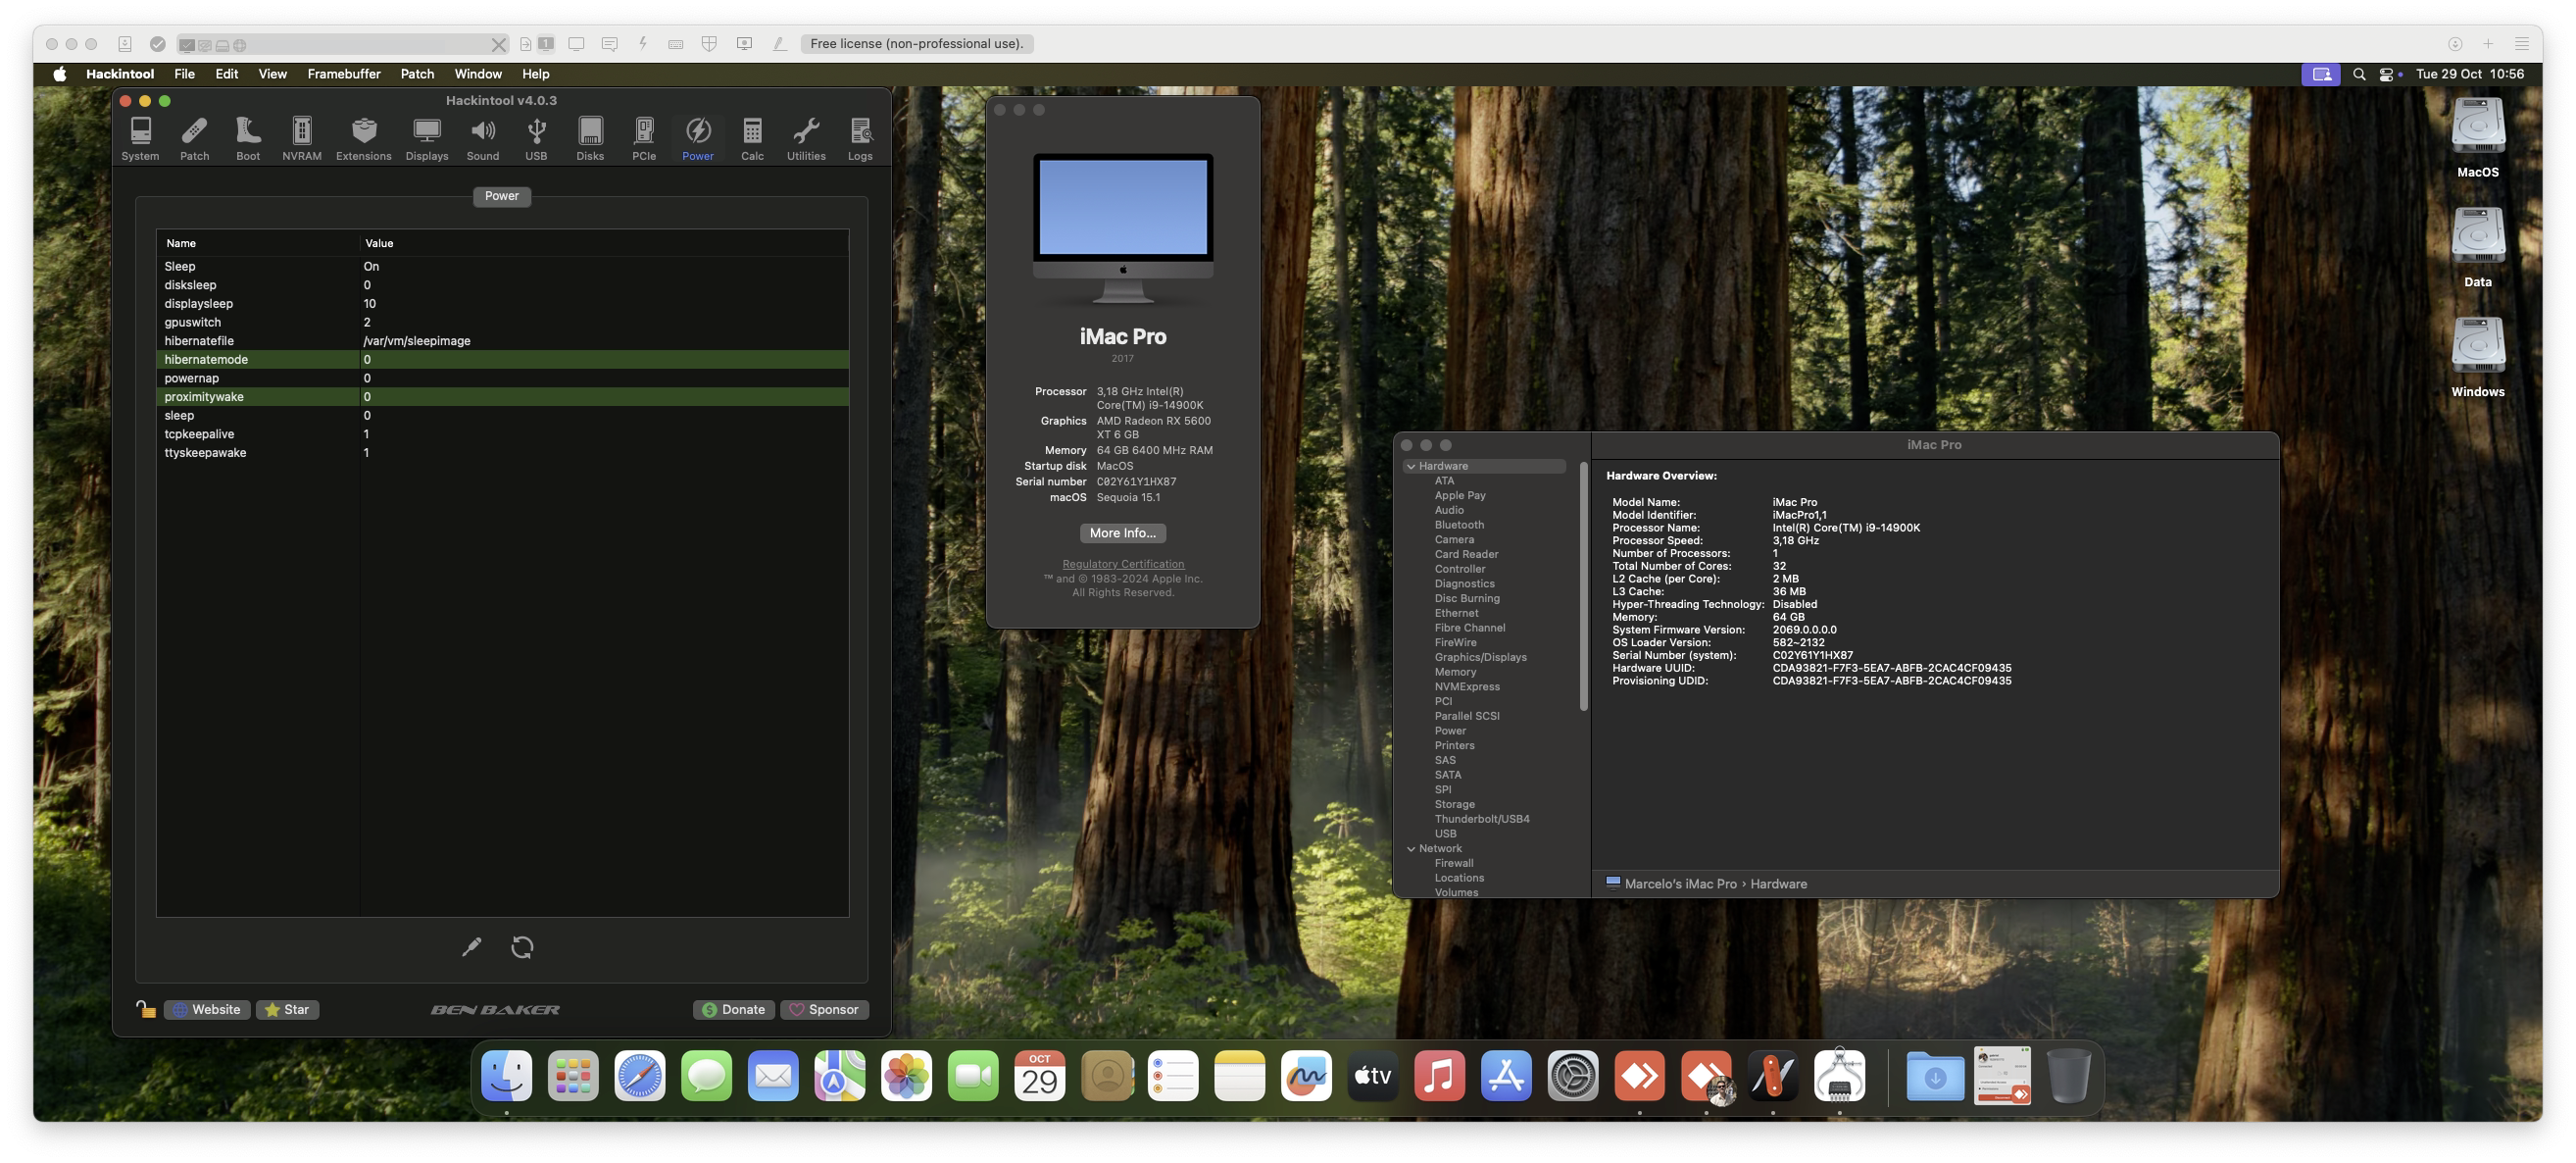 Free license (non-professional use).
Hackintool File Edit View Framebuffer Patch Window Help
Tue 29 Oct 10:56
Hackintool v4.0.3
System Patch Boot NVRAM Extensions Displays Sound USB Disks PCIe Power Calc Utilities Logs
Power
Name Value
Sleep On
disksleep 0
displaysleep 10
gpuswitch 2
hibernatefile /var/vm/sleepimage
hibernatemode 0
powernap 0
proximitywake 0
sleep 0
tcpkeepalive 1
ttyskeepawake 1
Website Star BEN BAKER Donate Sponsor
iMac Pro
2017
Processor 3,18 GHz Intel(R)
Core(TM) i9-14900K
Graphics AMD Radeon RX 5600
XT 6 GB
Memory 64 GB 6400 MHz RAM
Startup disk MacOS
Serial number C02Y61Y1HX87
macOS Sequoia 15.1
More Info...
Regulatory Certification
™ and © 1983-2024 Apple Inc.
All Rights Reserved.
iMac Pro
Hardware
ATA
Apple Pay
Audio
Bluetooth
Camera
Card Reader
Controller
Diagnostics
Disc Burning
Ethernet
Fibre Channel
FireWire
Graphics/Displays
Memory
NVMExpress
PCI
Parallel SCSI
Power
Printers
SAS
SATA
SPI
Storage
Thunderbolt/USB4
USB
Network
Firewall
Locations
Volumes
Hardware Overview:
Model Name: iMac Pro
Model Identifier: iMacPro1,1
Processor Name: Intel(R) Core(TM) i9-14900K
Processor Speed: 3,18 GHz
Number of Processors: 1
Total Number of Cores: 32
L2 Cache (per Core): 2 MB
L3 Cache: 36 MB
Hyper-Threading Technology: Disabled
Memory: 64 GB
System Firmware Version: 2069.0.0.0.0
OS Loader Version: 582~2132
Serial Number (system): C02Y61Y1HX87
Hardware UUID: CDA93821-F7F3-5EA7-ABFB-2CAC4CF09435
Provisioning UDID: CDA93821-F7F3-5EA7-ABFB-2CAC4CF09435
Marcelo's iMac Pro › Hardware
MacOS
Data
Windows
OCT
29
tv